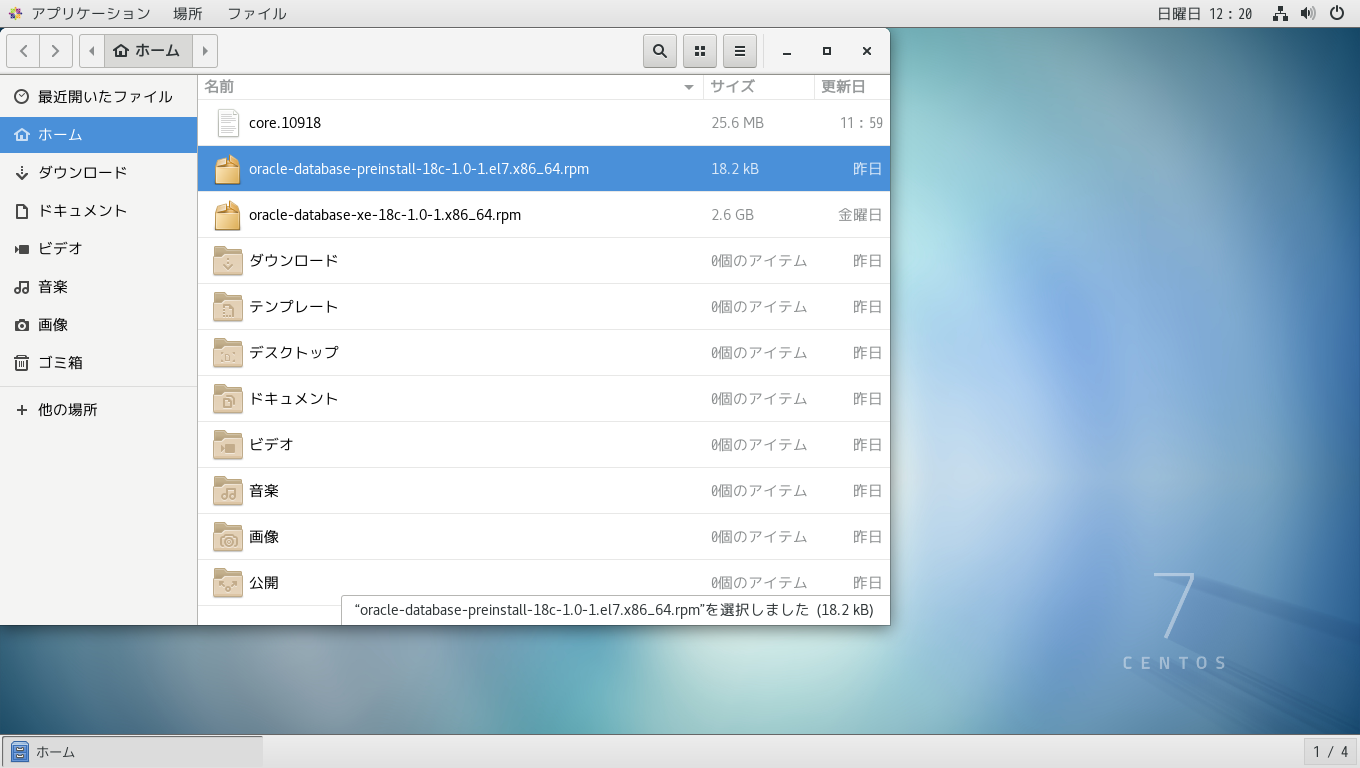 アプリケーション 場所 ファイル 日曜日 12：20
ホーム
名前 サイズ 更新日
最近開いたファイル
ホーム
ダウンロード
ドキュメント
ビデオ
音楽
画像
ゴミ箱
他の場所
core.10918 25.6 MB 11：59
oracle-database-preinstall-18c-1.0-1.el7.x86_64.rpm 18.2 kB 昨日
oracle-database-xe-18c-1.0-1.x86_64.rpm 2.6 GB 金曜日
ダウンロード 0個のアイテム 昨日
テンプレート 0個のアイテム 昨日
デスクトップ 0個のアイテム 昨日
ドキュメント 0個のアイテム 昨日
ビデオ 0個のアイテム 昨日
音楽 0個のアイテム 昨日
画像 0個のアイテム 昨日
公開 0個のアイテム 昨日
“oracle-database-preinstall-18c-1.0-1.el7.x86_64.rpm”を選択しました (18.2 kB)
7
CENTOS
ホーム 1 / 4